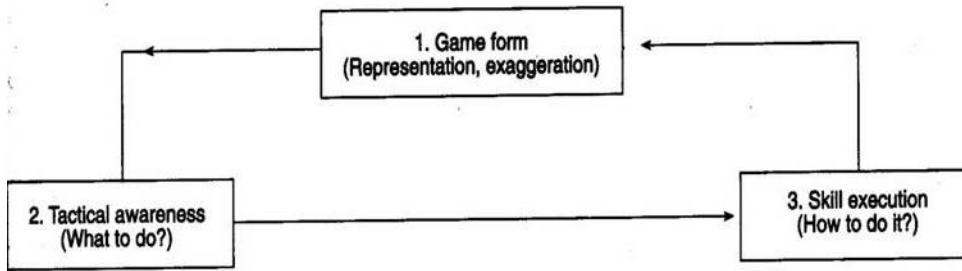 1. Game form
(Representation, exaggeration)
2. Tactical awareness
(What to do?)
3. Skill execution
(How to do it?)